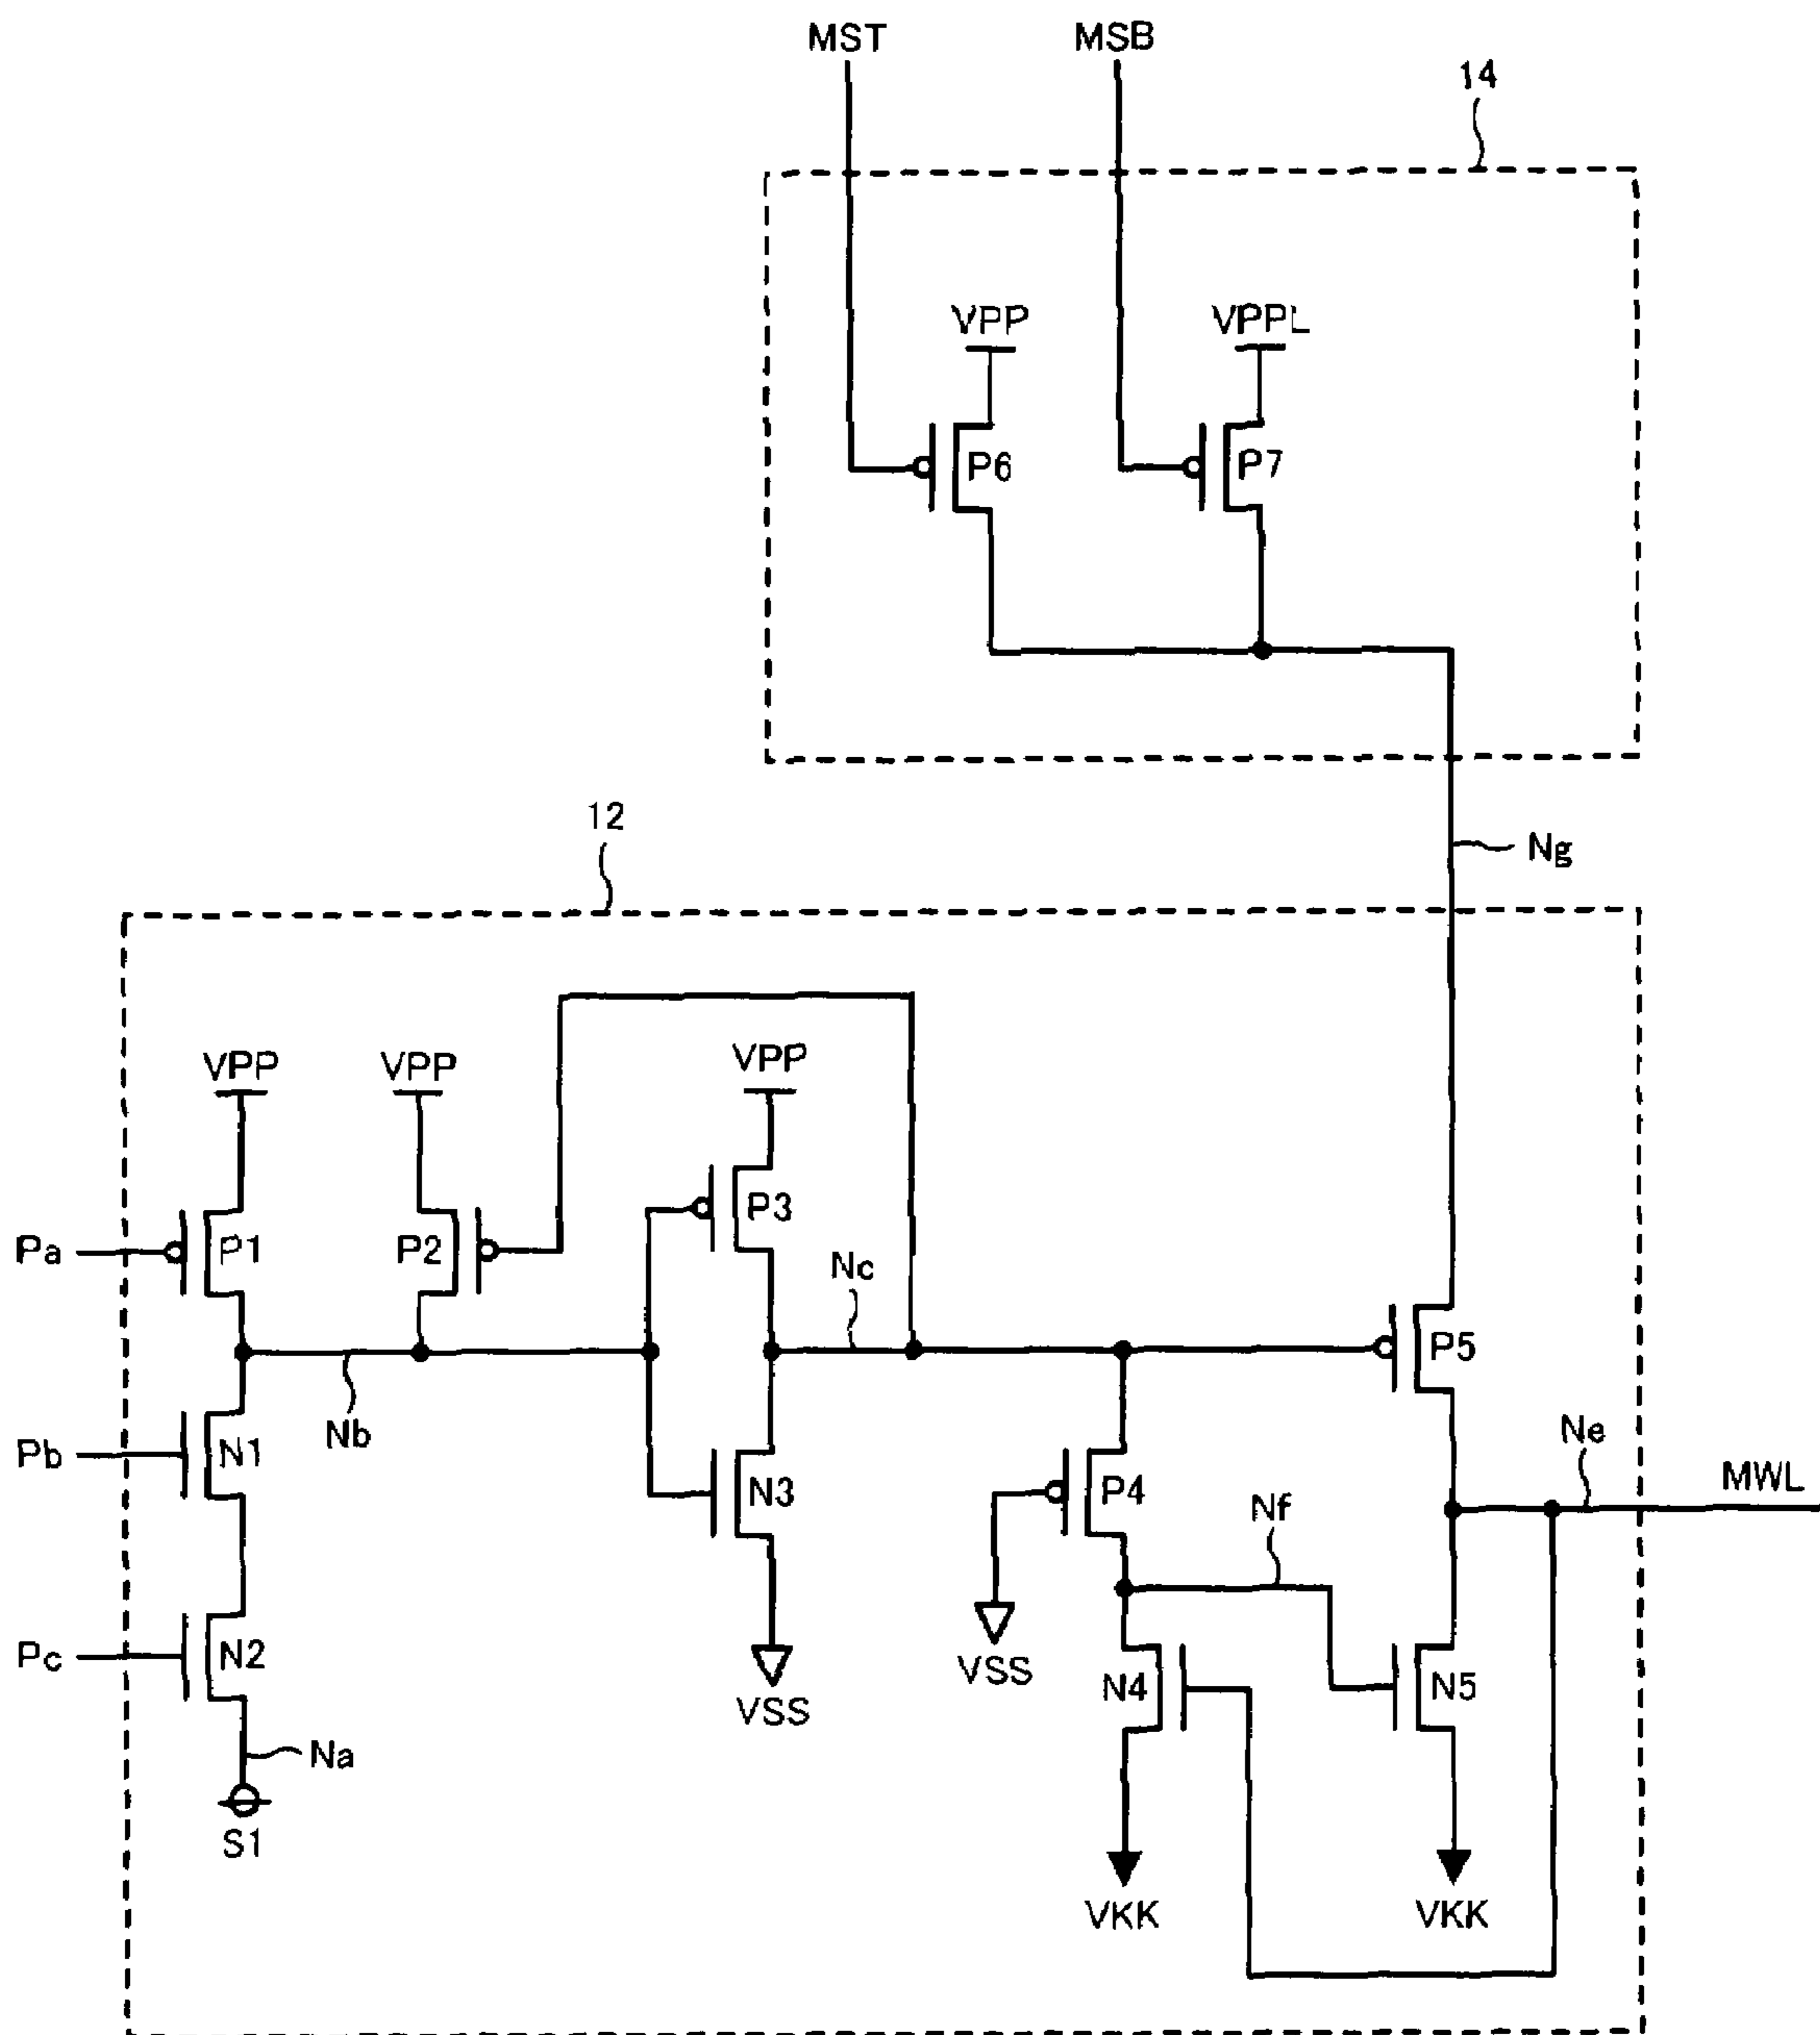 MST MSB
14
VPP VPPL
P6 P7
12
Ng
VPP VPP VPP
Pa P1 P2 P3
Nc
P5
Nb
Pb N1 N3 P4 Nf Ne MWL
Pc N2 VSS N4 N5
VSS
Na
S1
VKK VKK